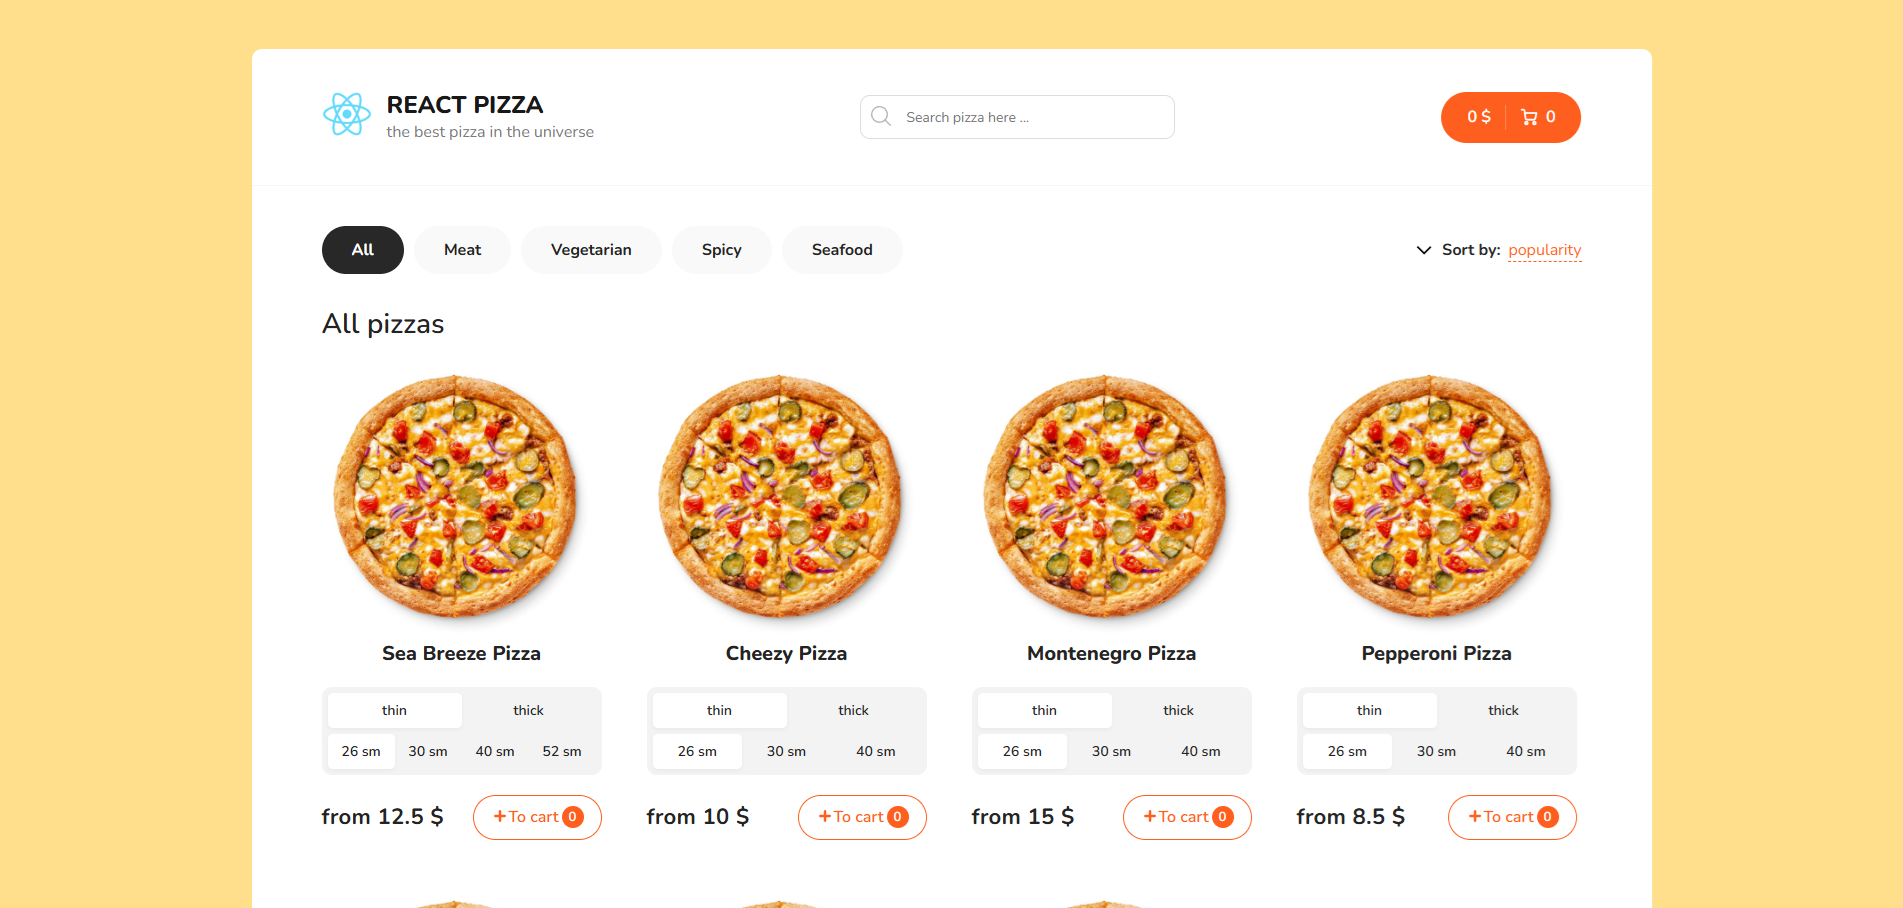 REACT PIZZA
the best pizza in the universe
Search pizza here ...
0 $ 0
All Meat Vegetarian Spicy Seafood
Sort by: popularity
All pizzas
Sea Breeze Pizza Cheezy Pizza Montenegro Pizza Pepperoni Pizza
thin thick thin thick thin thick thin thick
26 sm 30 sm 40 sm 52 sm 26 sm 30 sm 40 sm 26 sm 30 sm 40 sm 26 sm 30 sm 40 sm
from 12.5 $ +To cart 0 from 10 $ +To cart 0 from 15 $ +To cart 0 from 8.5 $ +To cart 0